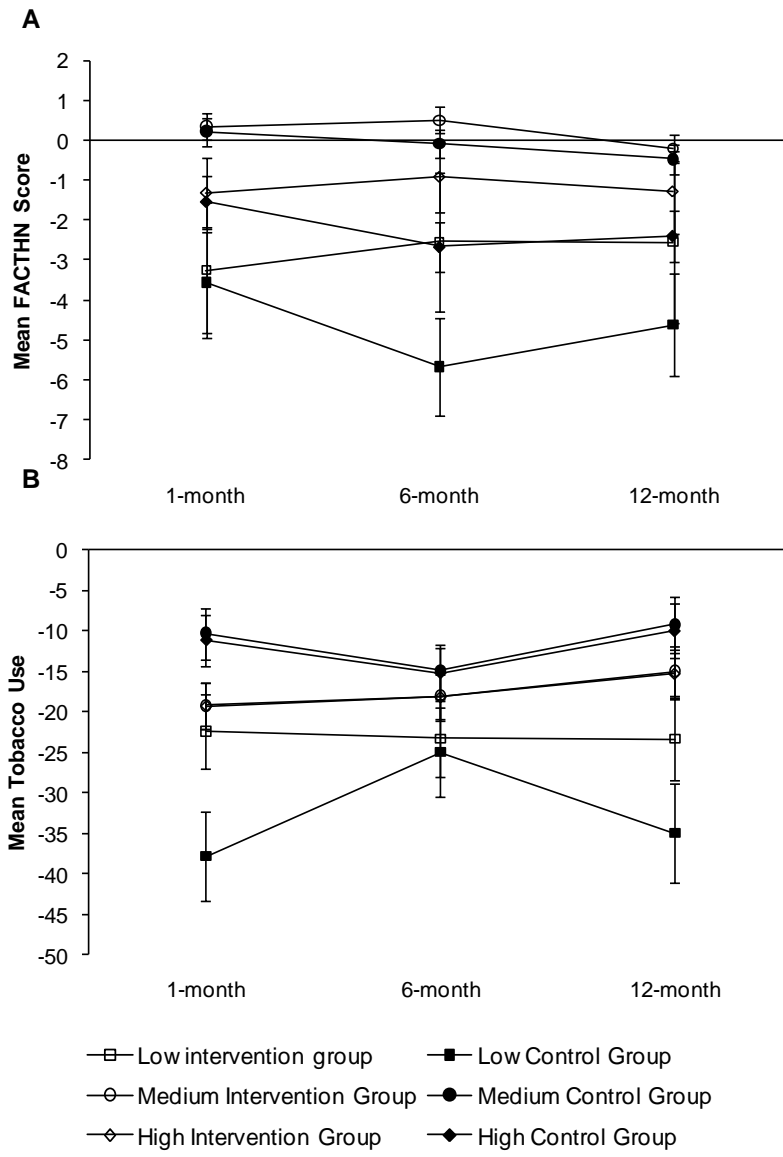 A
Mean FACTHN Score
2
1
0
-1
-2
-3
-4
-5
-6
-7
-8
1-month 6-month 12-month
B
Mean Tobacco Use
0
-5
-10
-15
-20
-25
-30
-35
-40
-45
-50
1-month 6-month 12-month
Low intervention group Low Control Group
Medium Intervention Group Medium Control Group
High Intervention Group High Control Group